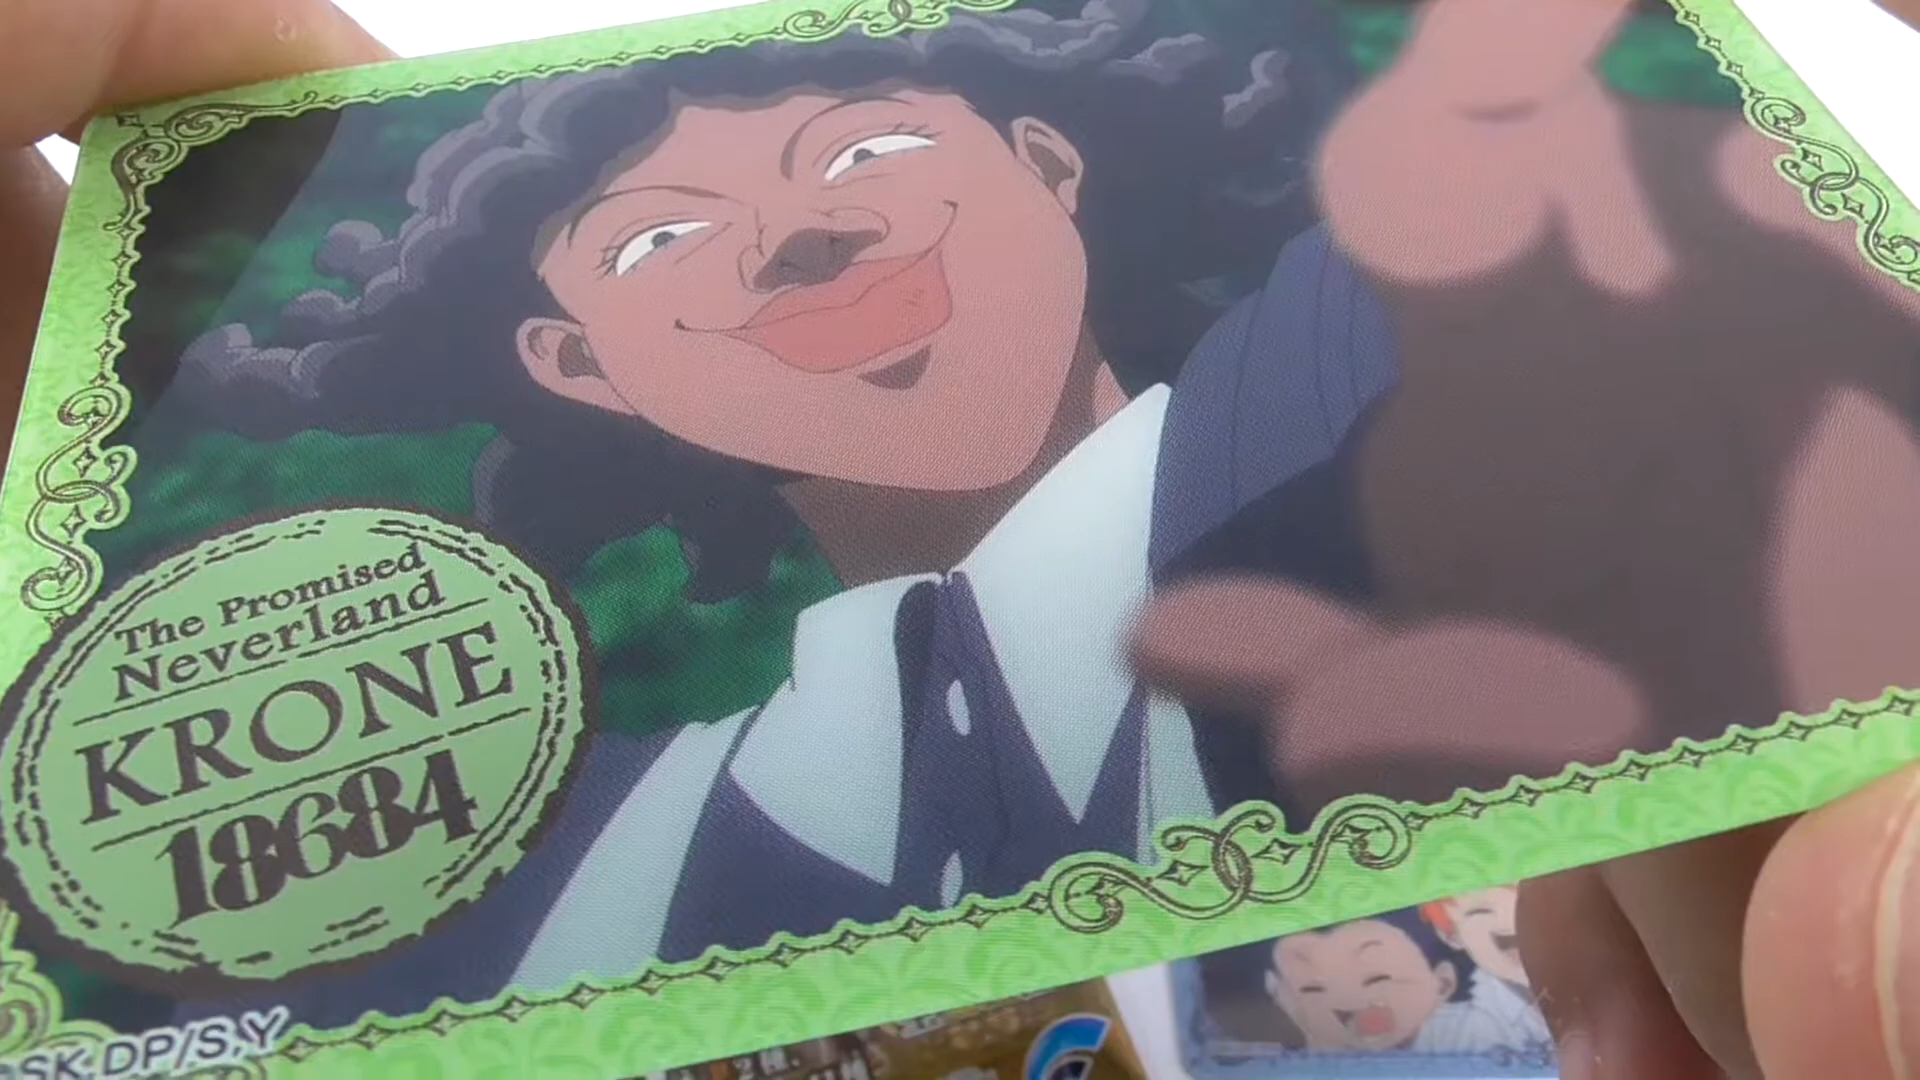 The Promised
Neverland
KRONE
18684
SK,DP/S,Y